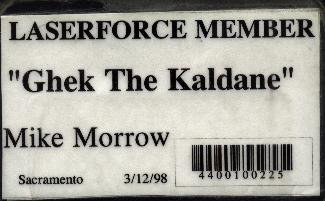 LASERFORCE MEMBER
"Ghek The Kaldane"
Mike Morrow
Sacramento 3/12/98
4400100225